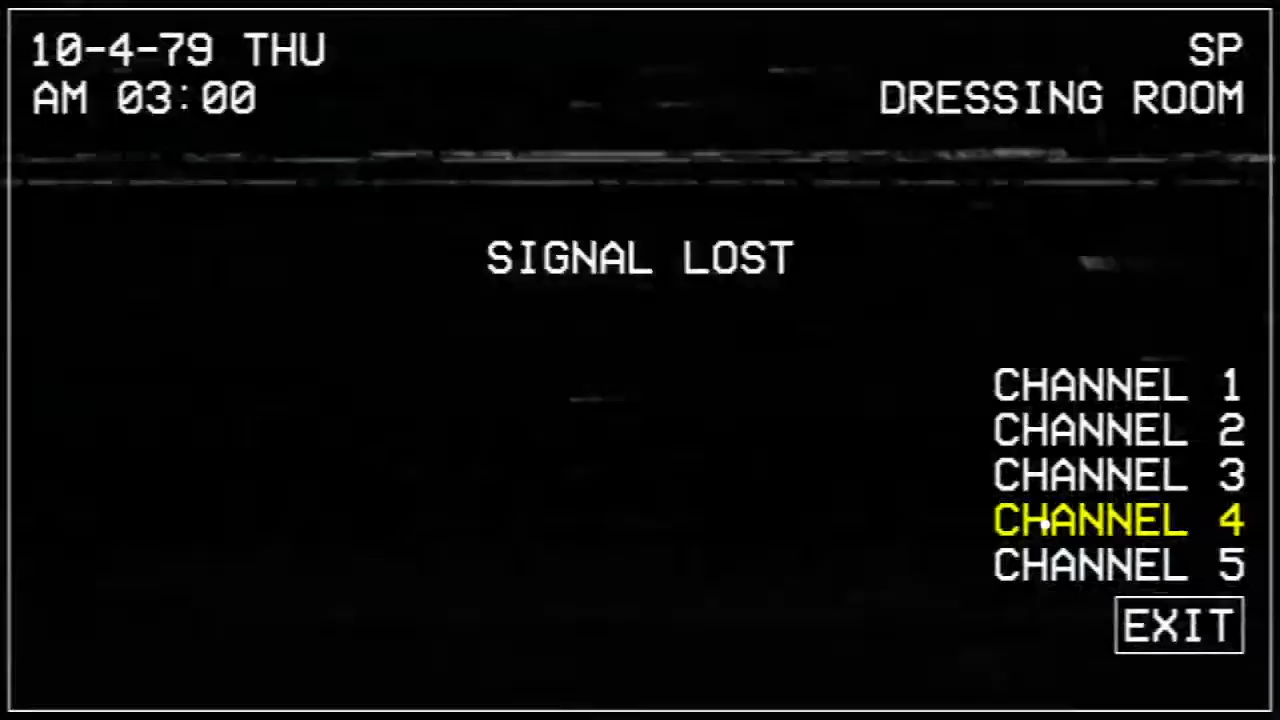 10-4-79 THU
AM 03:00
SP
DRESSING ROOM
SIGNAL LOST
CHANNEL 1
CHANNEL 2
CHANNEL 3
CHANNEL 4
CHANNEL 5
EXIT